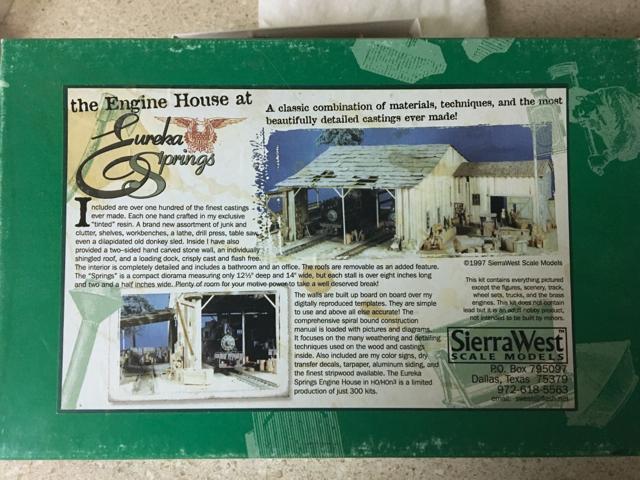 the Engine House at
Eureka
Springs
A classic combination of materials, techniques, and the most
beautifully detailed castings ever made!
Included are over one hundred of the finest castings
ever made. Each one hand crafted in my exclusive
"tinted" resin. A brand new assortment of junk and
clutter, shelves, workbenches, a lathe, drill press, table saw,
even a dilapidated old donkey sled. Inside I have also
provided a two-sided hand carved stone wall, an individually
shingled roof, and a loading dock, crisply cast and flash free.
The interior is completely detailed and includes a bathroom and an office. The roofs are removable as an added feature.
The "Springs" is a compact diorama measuring only 12½" deep and 14" wide, but each stall is over eight inches long
and two and a half inches wide. Plenty of room for your motive power to take a well deserved break!
©1997 SierraWest Scale Models
This kit contains everything pictured
except the figures, scenery, track,
wheel sets, trucks, and the brass
engines. This kit does not contain
lead but it is an adult hobby product,
not intended to be built by minors.
The walls are built up board on board over my
digitally reproduced templates. They are simple
to use and above all else accurate! The
comprehensive spiral bound construction
manual is loaded with pictures and diagrams.
It focuses on the many weathering and detailing
techniques used on the wood and castings
inside. Also included are my color signs, dry
transfer decals, tarpaper, aluminum siding, and
the finest stripwood available. The Eureka
Springs Engine House in HO/HOn3 is a limited
production of just 300 kits.
SierraWest™
SCALE MODELS
P.O. Box 795097
Dallas, Texas 75379
972-618-5563
email: swest@flash.net